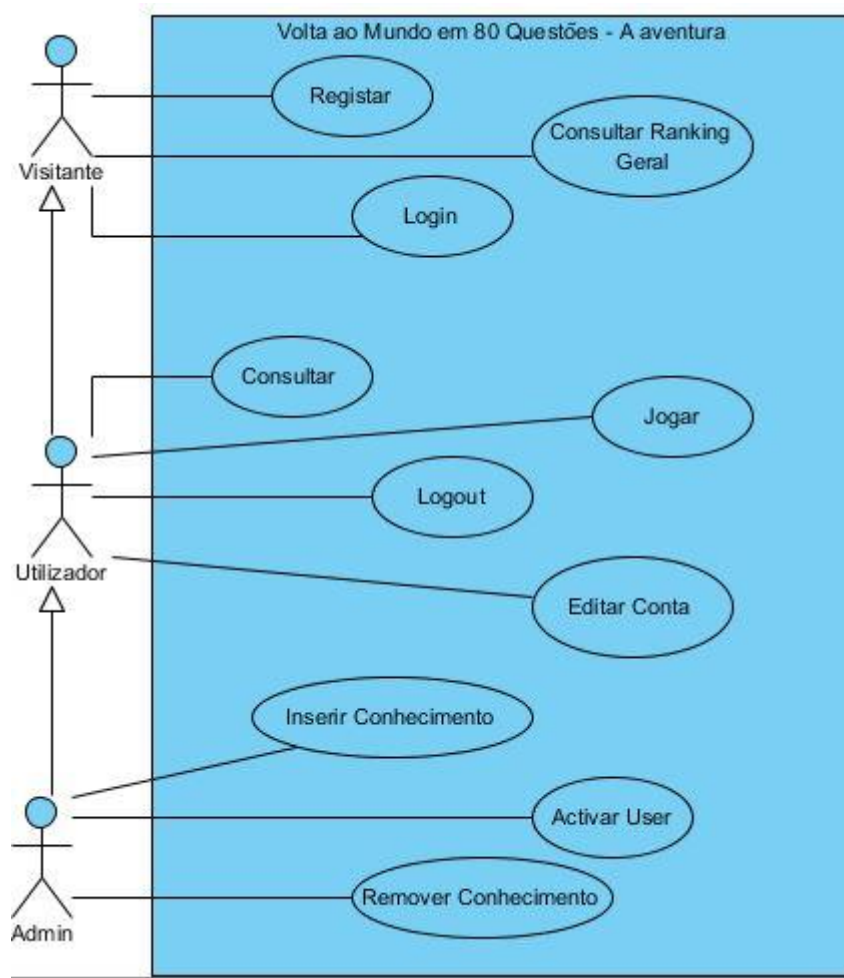 Volta ao Mundo em 80 Questões - A aventura
Registar
Consultar Ranking
Geral
Visitante
Login
Consultar
Jogar
Logout
Utilizador
Editar Conta
Inserir Conhecimento
Activar User
Remover Conhecimento
Admin